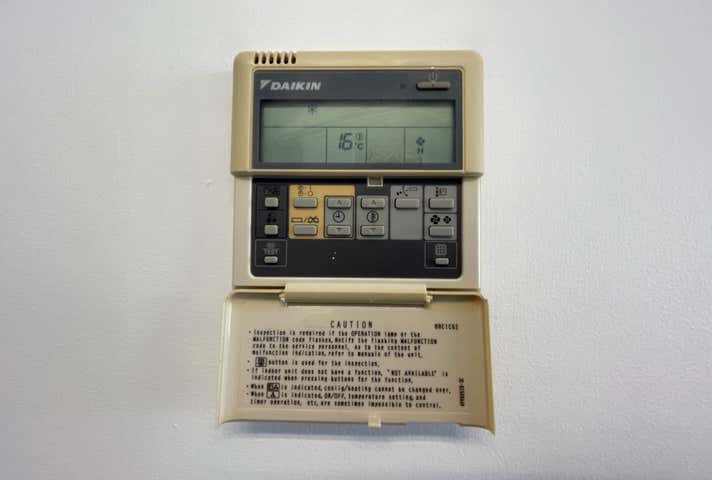 DAIKIN
16 °C
N
TEST
CAUTION
BRC1C62
· Inspection is required if the OPERATION lamp or the
MALFUNCTION code flashes. Notify the flashing MALFUNCTION
code to the service personnel. As to the content of
malfunction indication, refer to manuals of the unit.
· button is used for the inspection.
· If indoor unit does not have a function, "NOT AVAILABLE" is
indicated when pressing buttons for the function.
· When is indicated, coolig/heating cannot be changed over.
· When is indicated, ON/OFF, temperature setting, and
timer operation, etc. are sometimes impossible to control.